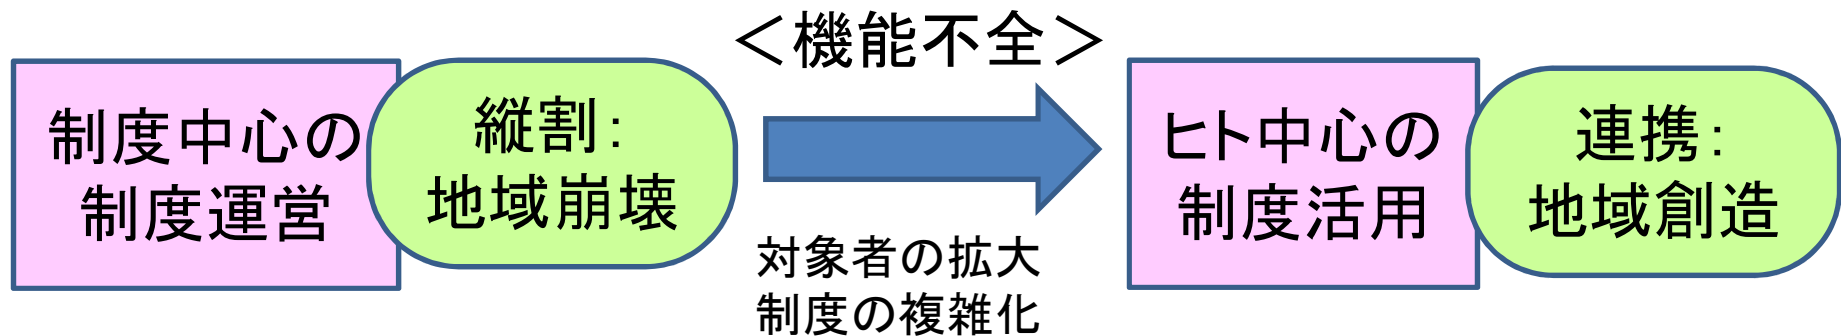 制度中心の
制度運営
縦割：
地域崩壊
＜機能不全＞
対象者の拡大
制度の複雑化
ヒト中心の
制度活用
連携：
地域創造